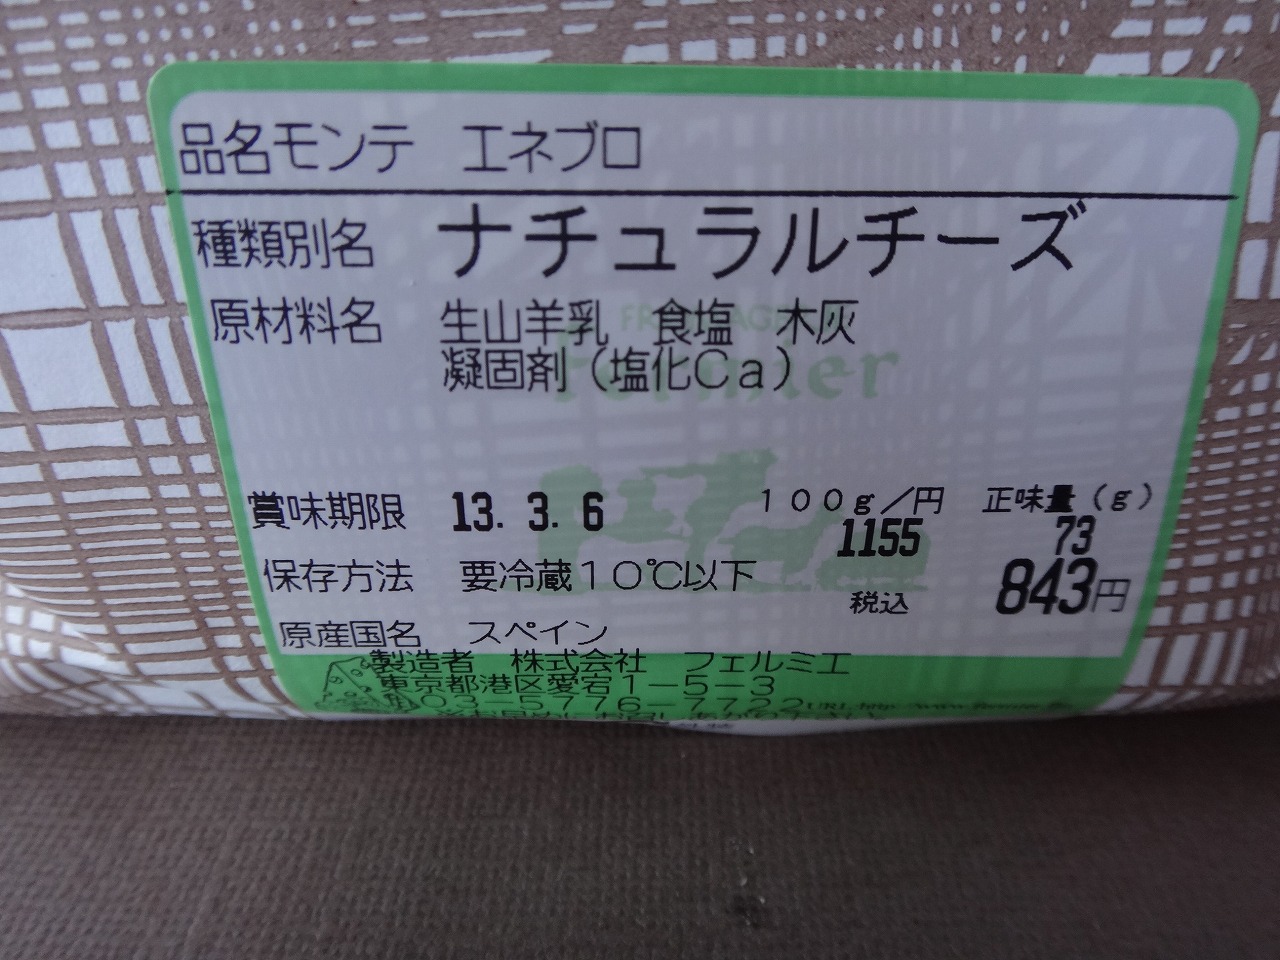 品名モンテ　エネブロ
種類別名　ナチュラルチーズ
原材料名　生山羊乳　食塩　木灰
凝固剤（塩化Ca）
FROMAGE
Fermier
賞味期限　13. 3. 6　100g／円　正味量（g）
1155　73
保存方法　要冷蔵10℃以下
税込　843円
原産国名　スペイン
製造者　株式会社　フェルミエ
東京都港区愛宕1－5－3
03－5776－7722 URL http